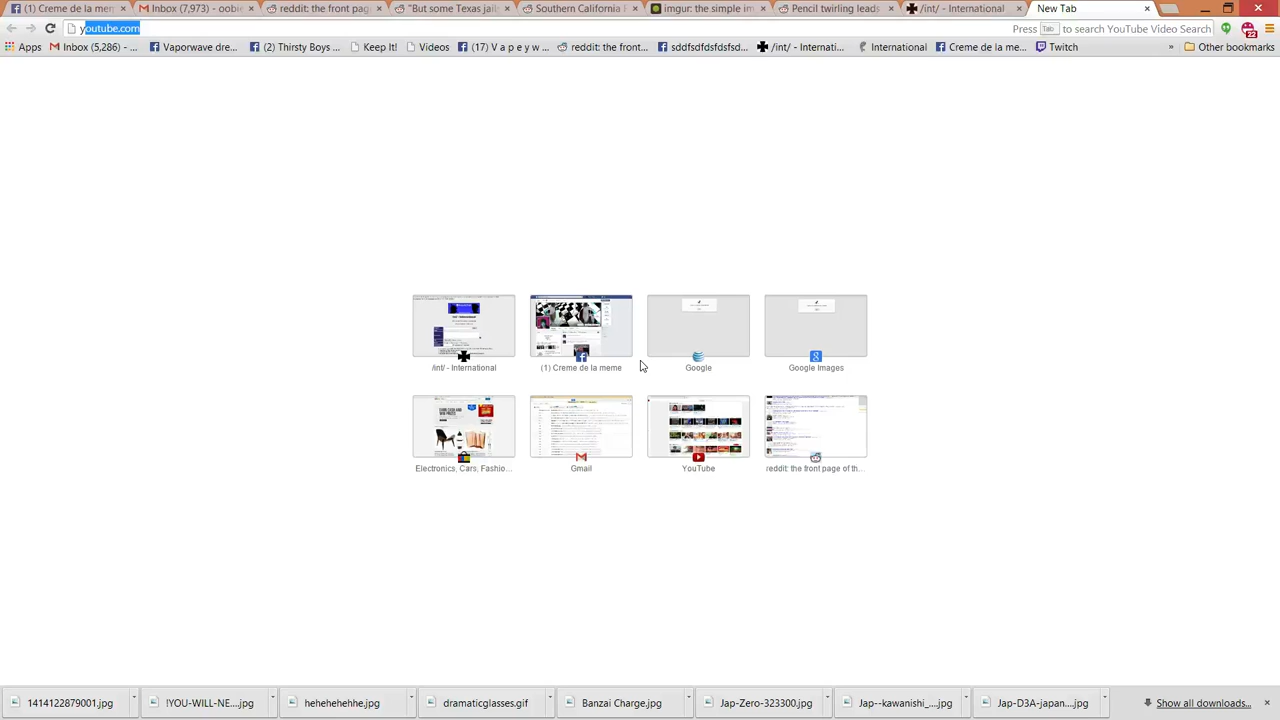 (1) Creme de la mem
Inbox (7,973) - oobie
reddit: the front pag
"But some Texas jail
Southern California F
imgur: the simple im
Pencil twirling leads
/int/ - International
New Tab
youtube.com
Press Tab to search YouTube Video Search
22
Apps
Inbox (5,286) - ...
Vaporwave dre...
(2) Thirsty Boys ...
Keep It!
Videos
(17) V a p e y w...
reddit: the front...
sddfsdfdfsdfsd...
/int/ - Internati...
International
Creme de la me...
Twitch
»
Other bookmarks
/int/ - International
(1) Creme de la meme
Google
Google Images
Electronics, Cars, Fashio...
Gmail
YouTube
reddit: the front page of th...
1414122879001.jpg
!YOU-WILL-NE....jpg
hehehehehhe.jpg
dramaticglasses.gif
Banzai Charge.jpg
Jap-Zero-323300.jpg
Jap--kawanishi_....jpg
Jap-D3A-japan....jpg
Show all downloads...